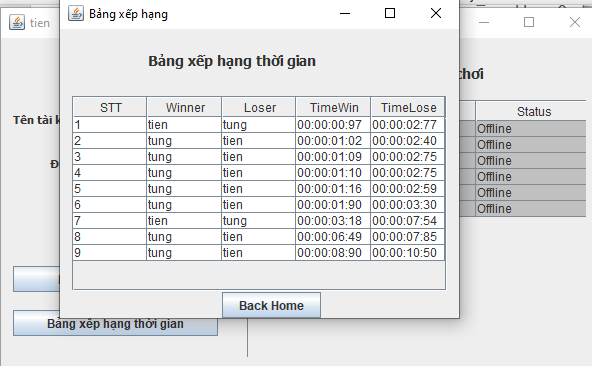 tien
Bảng xếp hạng
Bảng xếp hạng thời gian
chơi
Tên tài k
Đ
Status
Offline
Offline
Offline
Offline
Offline
Offline
STT Winner Loser TimeWin TimeLose
1 tien tung 00:00:00:97 00:00:02:77
2 tung tien 00:00:01:02 00:00:02:40
3 tung tien 00:00:01:09 00:00:02:75
4 tung tien 00:00:01:10 00:00:02:75
5 tung tien 00:00:01:16 00:00:02:59
6 tung tien 00:00:01:90 00:00:03:30
7 tien tung 00:00:03:18 00:00:07:54
8 tung tien 00:00:06:49 00:00:07:85
9 tung tien 00:00:08:90 00:00:10:50
Back Home
Bảng xếp hạng thời gian